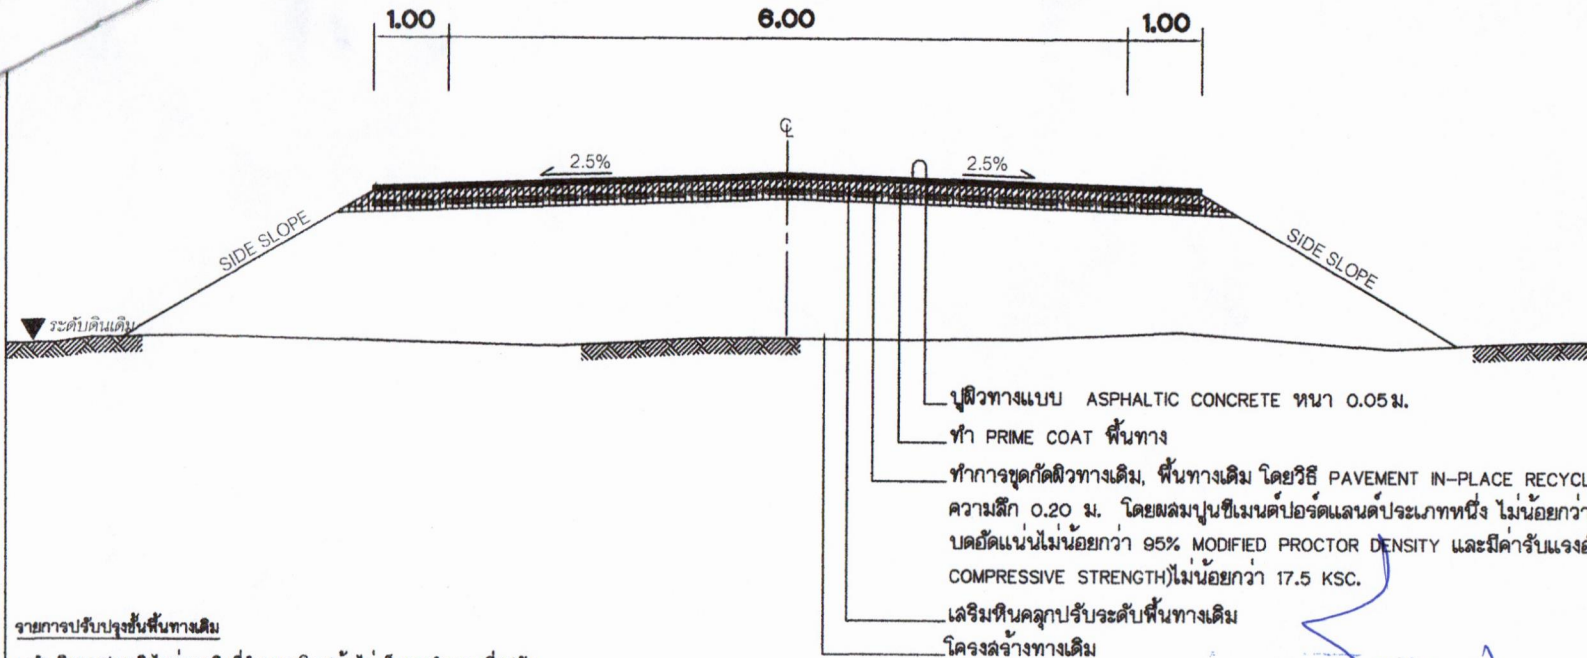 1.00 6.00 1.00
℄
2.5% 2.5%
SIDE SLOPE SIDE SLOPE
ระดับดินเดิม
ปูผิวทางแบบ ASPHALTIC CONCRETE หนา 0.05 ม.
ทำ PRIME COAT พื้นทาง
ทำการขุดกัดผิวทางเดิม, พื้นทางเดิม โดยวิธี PAVEMENT IN-PLACE RECYCL
ความลึก 0.20 ม. โดยผสมปูนซีเมนต์ปอร์ตแลนด์ประเภทหนึ่ง ไม่น้อยกว่า
บดอัดแน่นไม่น้อยกว่า 95% MODIFIED PROCTOR DENSITY และมีค่ารับแรง
COMPRESSIVE STRENGTH)ไม่น้อยกว่า 17.5 KSC.
เสริมหินคลุกปรับระดับพื้นทางเดิม
โครงสร้างทางเดิม
รายการปรับปรุงชั้นพื้นทางเดิม